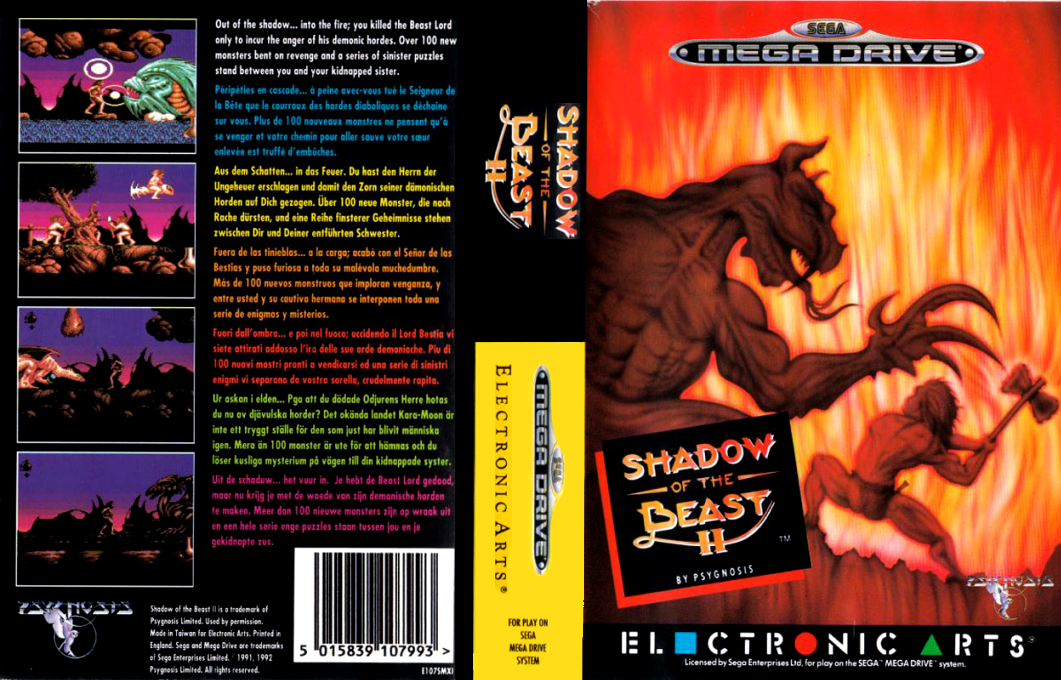 Out of the shadow... into the fire; you killed the Beast Lord
only to incur the anger of his demonic hordes. Over 100 new
monsters bent on revenge and a series of sinister puzzles
stand between you and your kidnapped sister.
Péripéties en cascade... à peine avec-vous tué le Seigneur de
la Bête que le courroux des hardes diaboliques se déchaine
sur vous. Plus de 100 nouveaux monstres ne pensent qu'à
se venger et votre chemin pour aller sauve votre sœur
enlevée est truffé d'embûches.
Aus dem Schatten... in das Feuer. Du hast den Herrn der
Ungeheuer erschlagen und damit den Zorn seiner dämonischen
Horden auf Dich gezogen. Über 100 neue Monster, die nach
Rache dürsten, und eine Reihe finsterer Geheimnisse stehen
zwischen Dir und Deiner entführten Schwester.
Fuera de las tinieblas... a la carga; acabó con el Señor de las
Bestias y puso furiosa a toda su malévola muchedumbre.
Más de 100 nuevos monstruos que imploran venganza, y
entre usted y su cautiva hermana se interponen toda una
serie de enigmas y misterios.
Fuori dall'ombra... e poi nel fuoco; uccidendo il Lord Bestia vi
siete attirati addosso l'ira delle sue orde demoniache. Piu di
100 nuovi mostri pronti a vendicarsi ed una serie di sinistri
enigmi vi separano da vostra sorella, crudelmente rapita.
Ur askan i elden... Pga att du dödade Odjurens Herre hotas
du nu av djävulska horder? Det okända landet Kara-Moon är
inte ett tryggt ställe för den som just har blivit människa
igen. Mera än 100 monster är ute för att hämnas och du
löser kusliga mysterium på vägen till din kidnappade syster.
Uit de schaduw... het vuur in. Je hebt de Beast Lord gedood,
maar nu krijg je met de woede van zijn demonische horden
te maken. Meer dan 100 nieuwe monsters zijn op wraak uit
en een hele serie enge puzzles staan tussen jou en je
gekidnapte zus.
PSYGNOSIS
Shadow of the Beast II is a trademark of
Psygnosis Limited. Used by permission.
Made in Taiwan for Electronic Arts. Printed in
England. Sega and Mega Drive are trademarks
of Sega Enterprises Limited. 1991, 1992
Psygnosis Limited. All rights reserved.
5 015839 107993 >
E1075MXI
SHADOW
OF THE
BEAST
II
ELECTRONIC ARTS®
SEGA
MEGA DRIVE
FOR PLAY ON
SEGA
MEGA DRIVE
SYSTEM
SEGA
MEGA DRIVE
SHADOW
OF THE
BEAST
II
TM
BY PSYGNOSIS
PSYGNOSIS
ELECTRONIC ARTS®
Licensed by Sega Enterprises Ltd, for play on the SEGA™ MEGA DRIVE™ system.